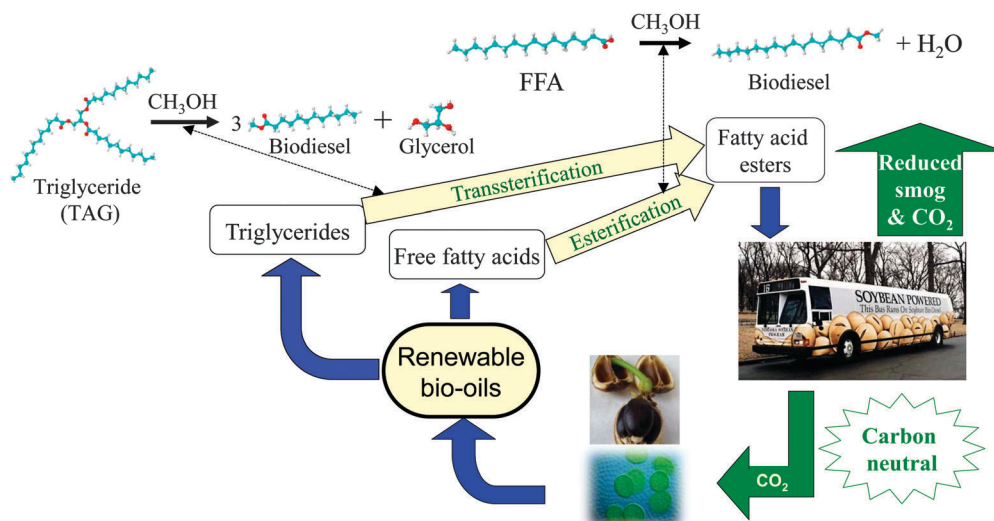 CH₃OH
FFA
Biodiesel
+ H₂O
CH₃OH
3
Biodiesel
+
Glycerol
Triglyceride
(TAG)
Transsterification
Esterification
Fatty acid
esters
Reduced
smog
& CO₂
Triglycerides
Free fatty acids
Renewable
bio-oils
16
SOYBEAN POWERED
This Bus Runs On Soybean Bio-Diesel
CO₂
Carbon
neutral